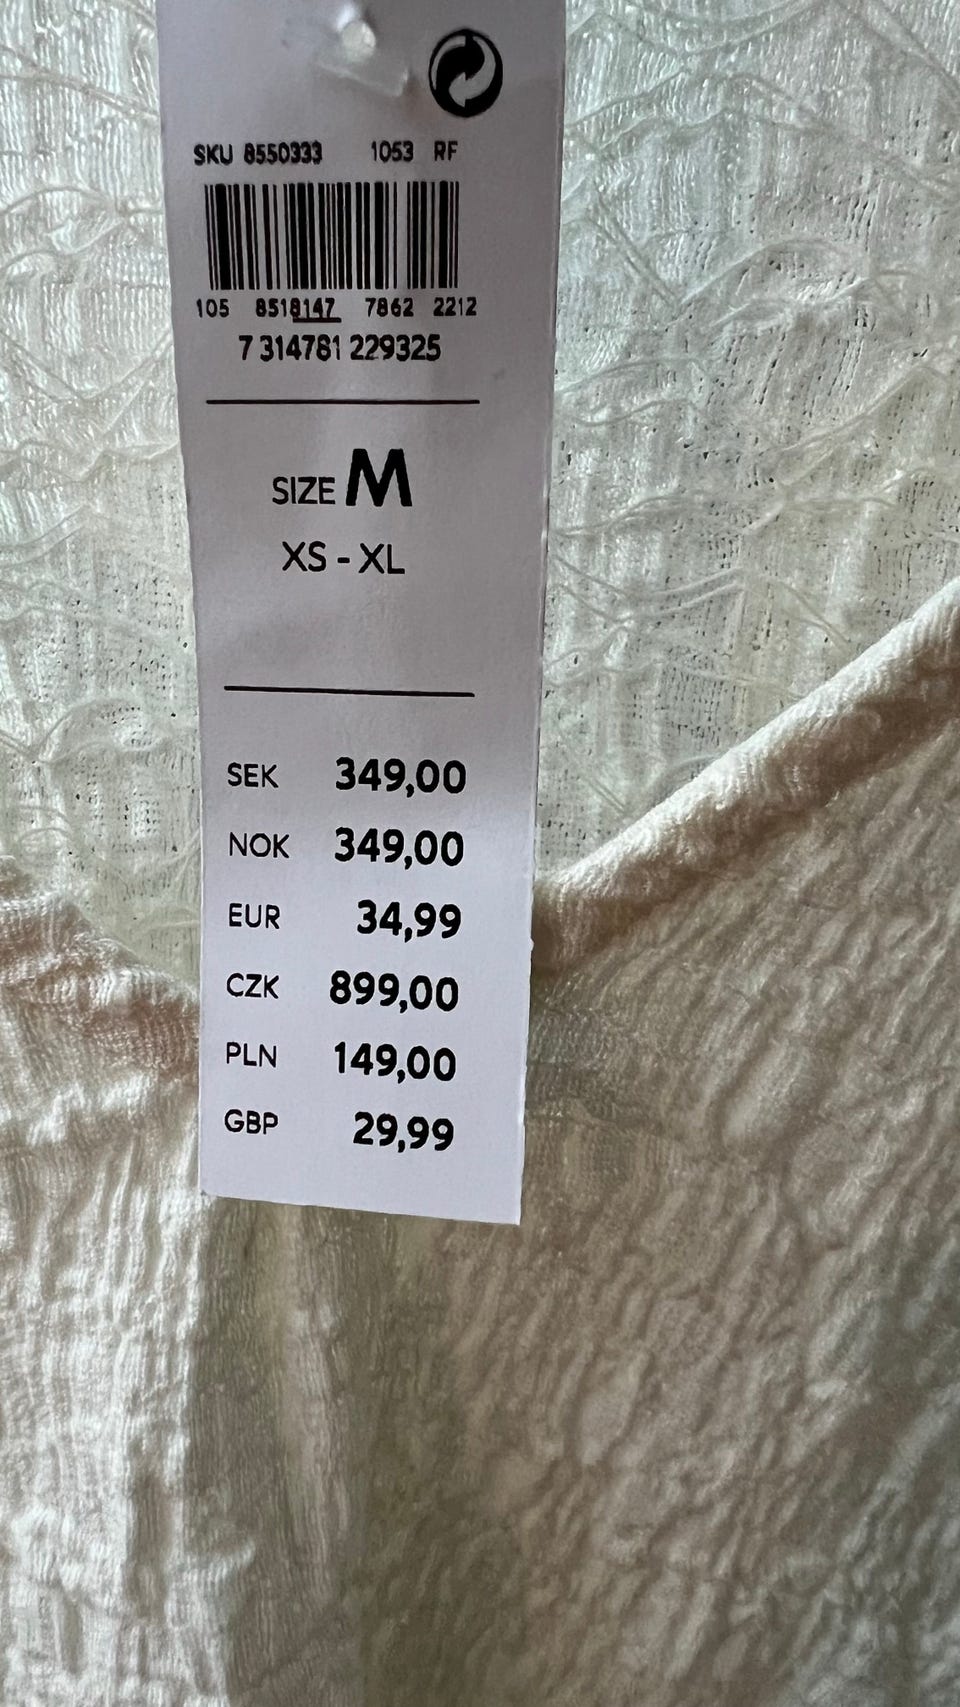 SKU 8550333 1053 RF
105 8518147 7862 2212
7 314781 229325
SIZE M
XS - XL
SEK 349,00
NOK 349,00
EUR 34,99
CZK 899,00
PLN 149,00
GBP 29,99